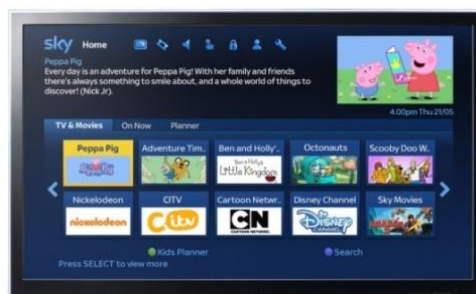 sky Home
Peppa Pig
Every day is an adventure for Peppa Pig! With her family and friends
there's always something to smile about, and a whole world of things to
discover! (Nick Jr).
4.00pm Thu 21/05
TV & Movies On Now Planner
Peppa Pig Adventure Tim.. Ben and Holly'.. Octonauts Scooby Doo W..
Ben & Holly's
Little Kingdom
Nickelodeon CITV Cartoon Networ.. Disney Channel Sky Movies
nickelodeon citv CN Disney
CARTOON NETWORK
CHANNEL
Kids Planner Search
Press SELECT to view more